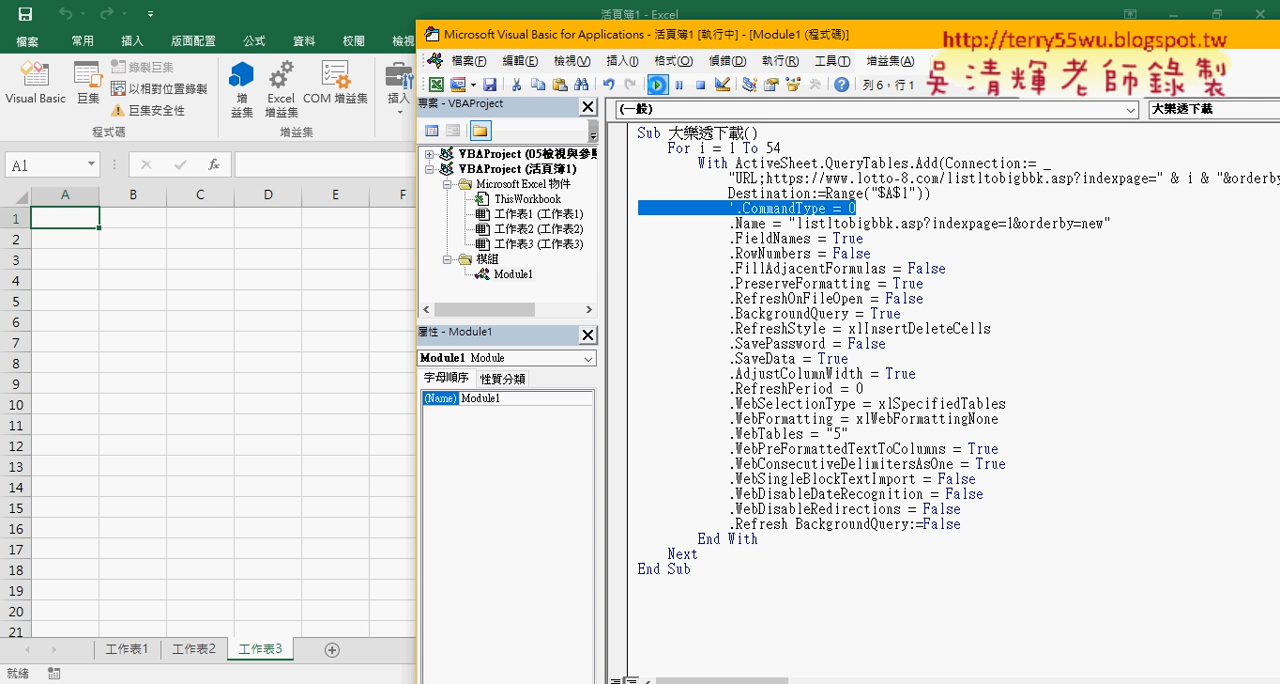 活頁簿1 - Excel
檔案 常用 插入 版面配置 公式 資料 校閱 檢視
Visual Basic
巨集
錄製巨集
以相對位置錄製
巨集安全性
程式碼
增
益集
Excel
增益集
COM 增益集
增益集
插入
A1
fx
A B C D E F
1
2
3
4
5
6
7
8
9
10
11
12
13
14
15
16
17
18
19
20
21
工作表1 工作表2 工作表3
就緒
Microsoft Visual Basic for Applications - 活頁簿1 [執行中] - [Module1 (程式碼)]
http://terry55wu.blogspot.tw
吳清輝老師錄製
檔案(F) 編輯(E) 檢視(V) 插入(I) 格式(O) 偵錯(D) 執行(R) 工具(T) 增益集(A)
列 6，行 1
專案 - VBAProject
VBAProject (05檢視與參
VBAProject (活頁簿1)
Microsoft Excel 物件
ThisWorkbook
工作表1 (工作表1)
工作表2 (工作表2)
工作表3 (工作表3)
模組
Module1
屬性 - Module1
Module1 Module
字母順序 性質分類
(Name) Module1
(一般)
大樂透下載
Sub 大樂透下載()
For i = 1 To 54
With ActiveSheet.QueryTables.Add(Connection:= _
"URL;https://www.lotto-8.com/listltobigbbk.asp?indexpage=" & i & "&orderby
Destination:=Range("$A$1"))
'.CommandType = 0
.Name = "listltobigbbk.asp?indexpage=1&orderby=new"
.FieldNames = True
.RowNumbers = False
.FillAdjacentFormulas = False
.PreserveFormatting = True
.RefreshOnFileOpen = False
.BackgroundQuery = True
.RefreshStyle = xlInsertDeleteCells
.SavePassword = False
.SaveData = True
.AdjustColumnWidth = True
.RefreshPeriod = 0
.WebSelectionType = xlSpecifiedTables
.WebFormatting = xlWebFormattingNone
.WebTables = "5"
.WebPreFormattedTextToColumns = True
.WebConsecutiveDelimitersAsOne = True
.WebSingleBlockTextImport = False
.WebDisableDateRecognition = False
.WebDisableRedirections = False
.Refresh BackgroundQuery:=False
End With
Next
End Sub